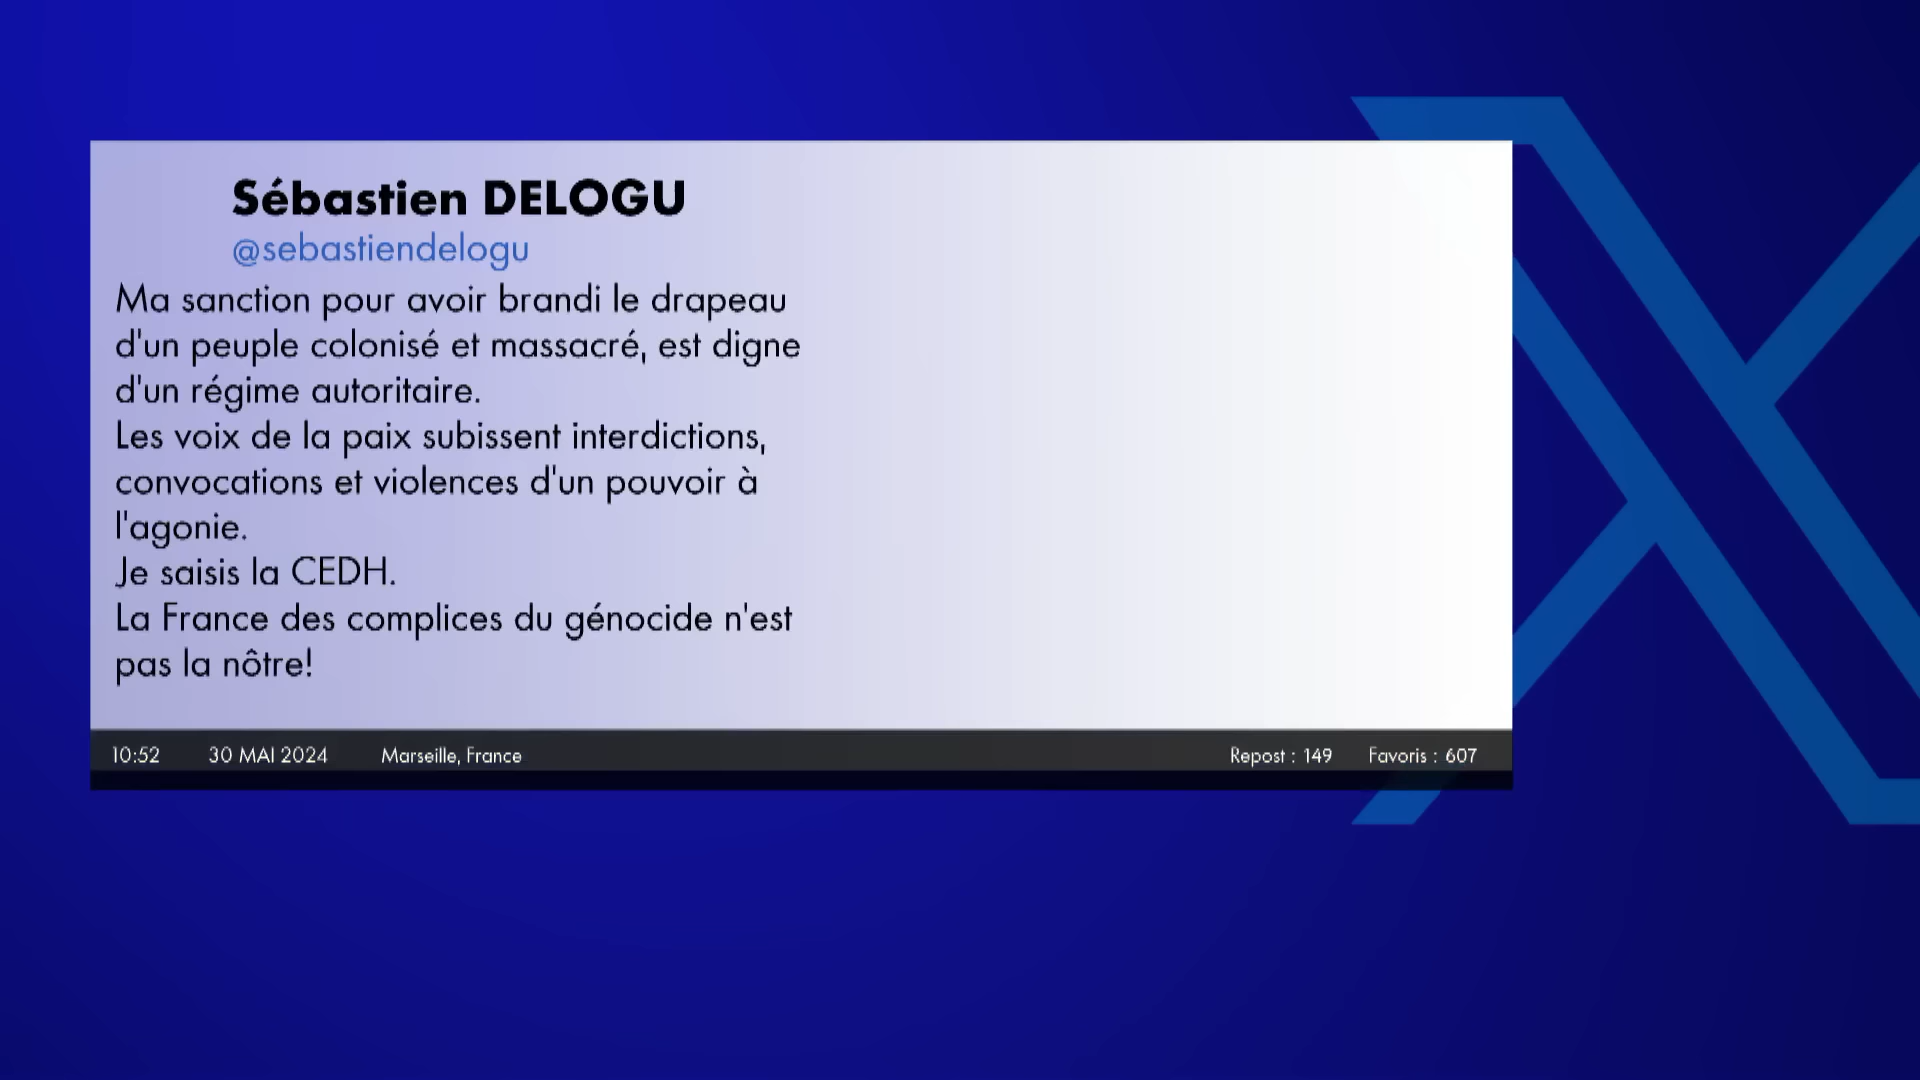 Sébastien DELOGU
@sebastiendelogu
Ma sanction pour avoir brandi le drapeau
d'un peuple colonisé et massacré, est digne
d'un régime autoritaire.
Les voix de la paix subissent interdictions,
convocations et violences d'un pouvoir à
l'agonie.
Je saisis la CEDH.
La France des complices du génocide n'est
pas la nôtre!
10:52 30 MAI 2024 Marseille, France Repost : 149 Favoris : 607